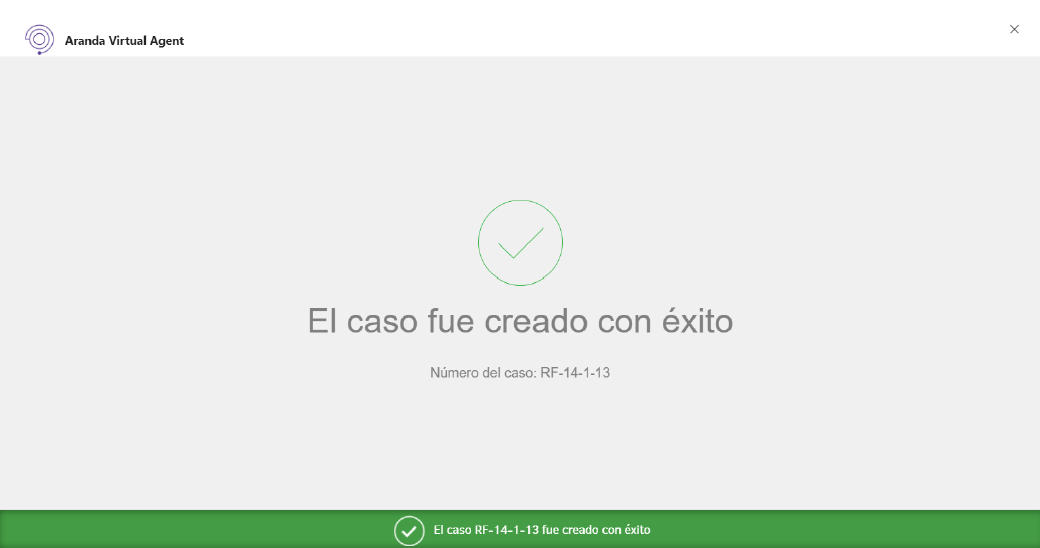 Aranda Virtual Agent
El caso fue creado con éxito
Número del caso: RF-14-1-13
El caso RF-14-1-13 fue creado con éxito